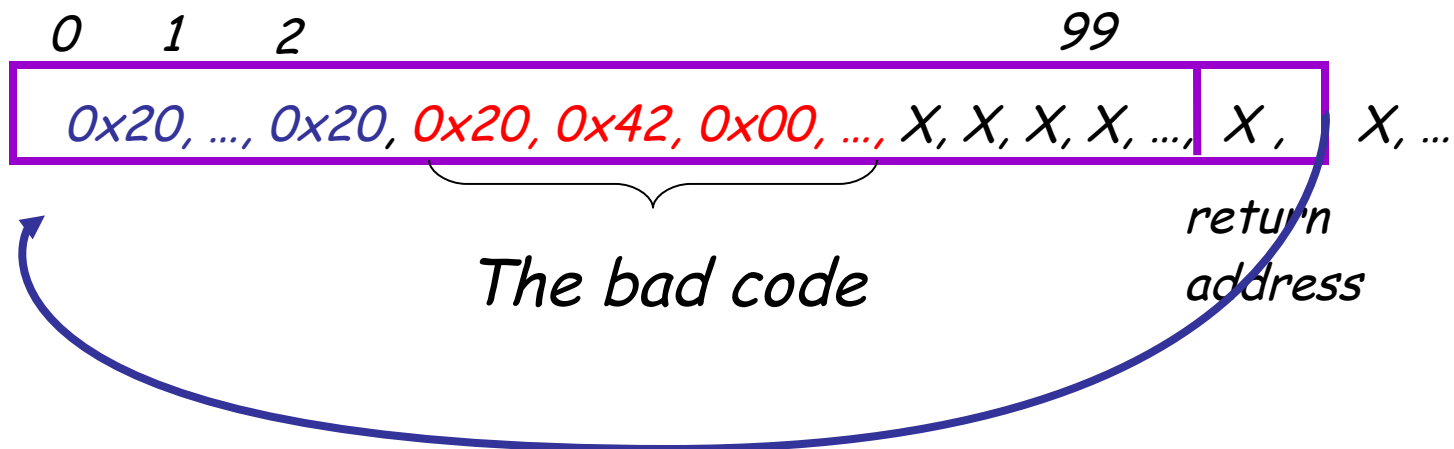 0 1 2 99
0x20, …, 0x20, 0x20, 0x42, 0x00, …, X, X, X, X, …, X , X, …
return
address
The bad code